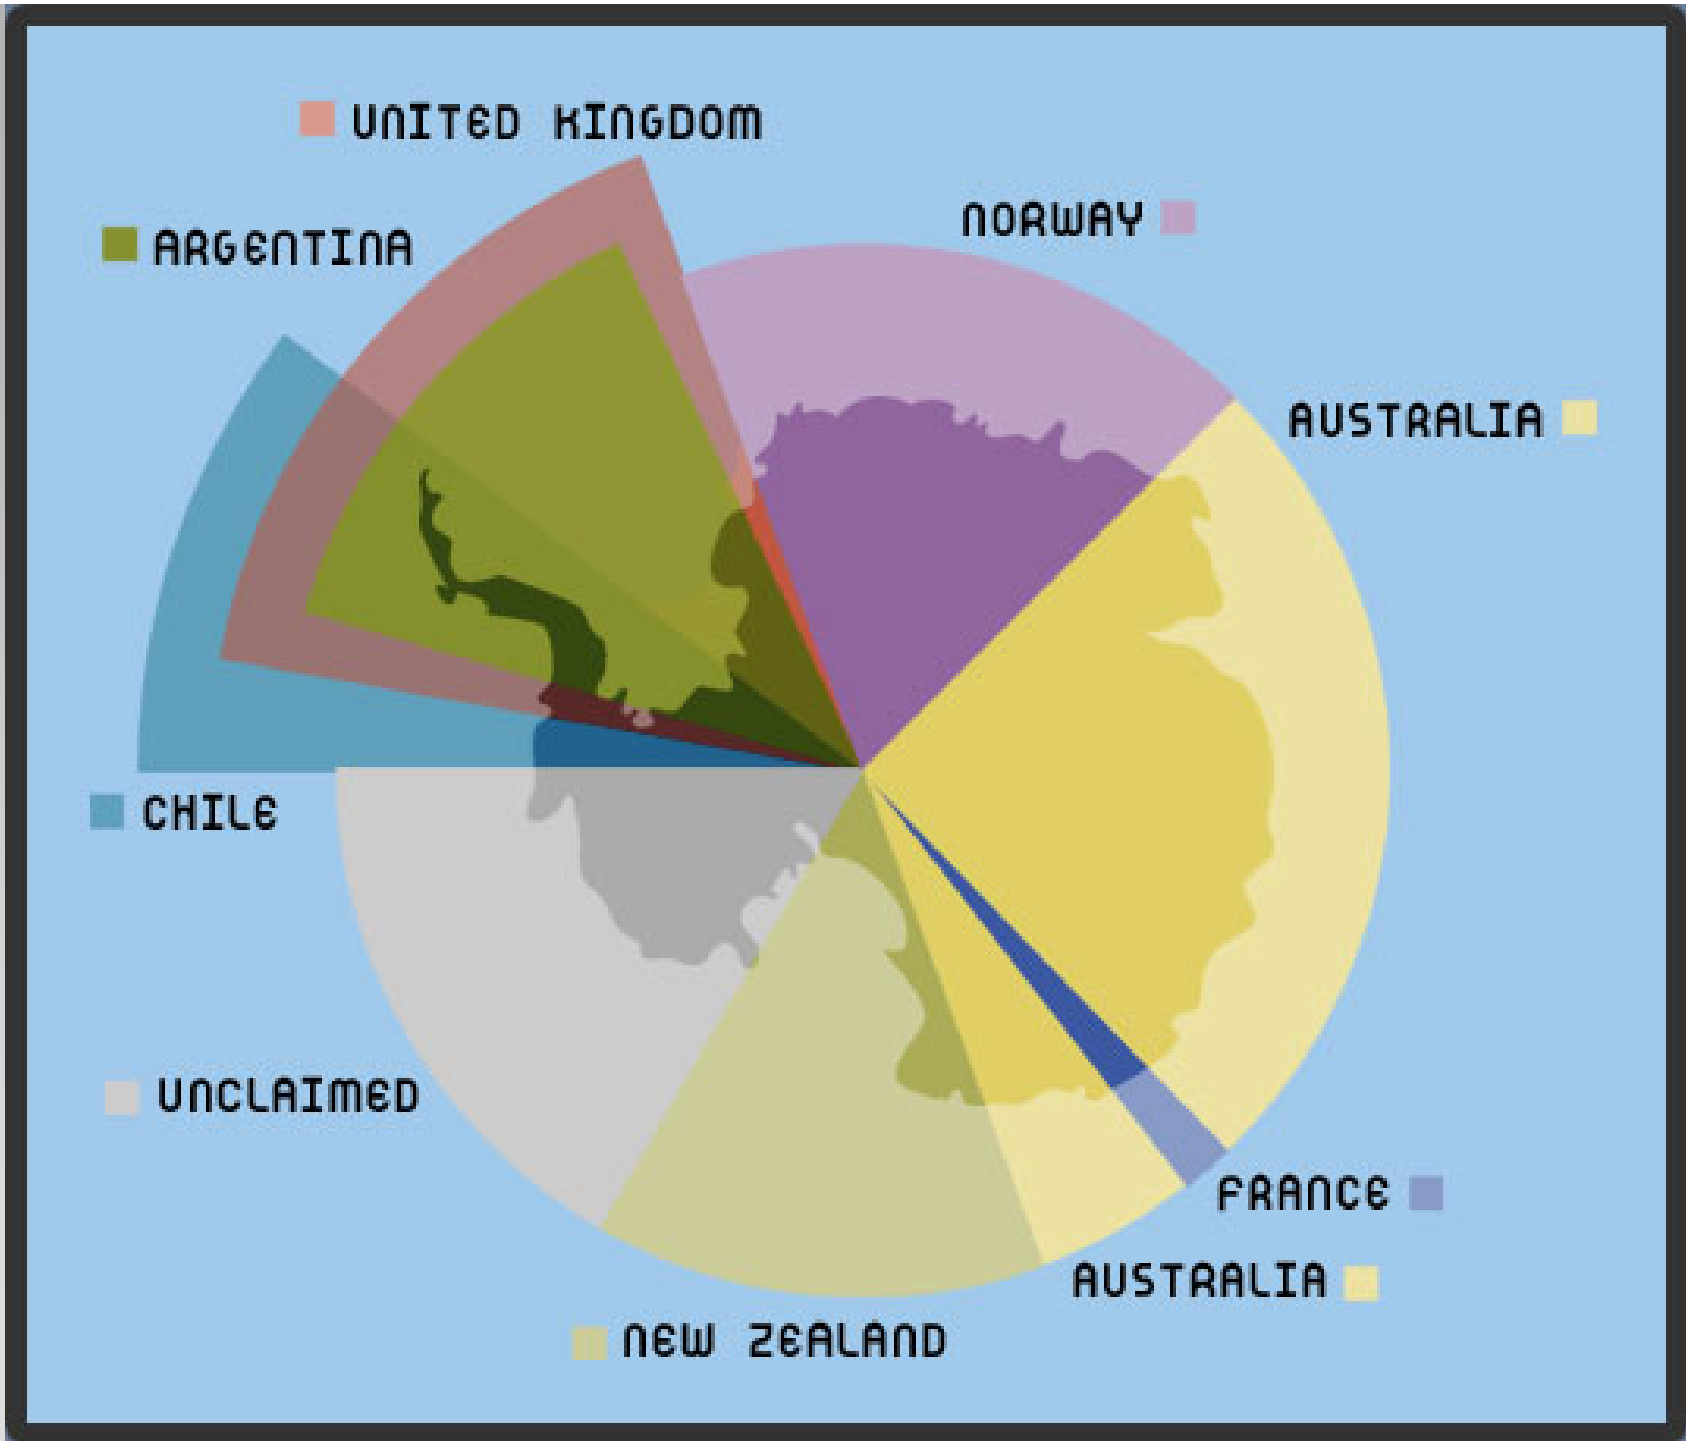 UNITED KINGDOM
NORWAY
ARGENTINA
AUSTRALIA
CHILE
UNCLAIMED
FRANCE
AUSTRALIA
NEW ZEALAND